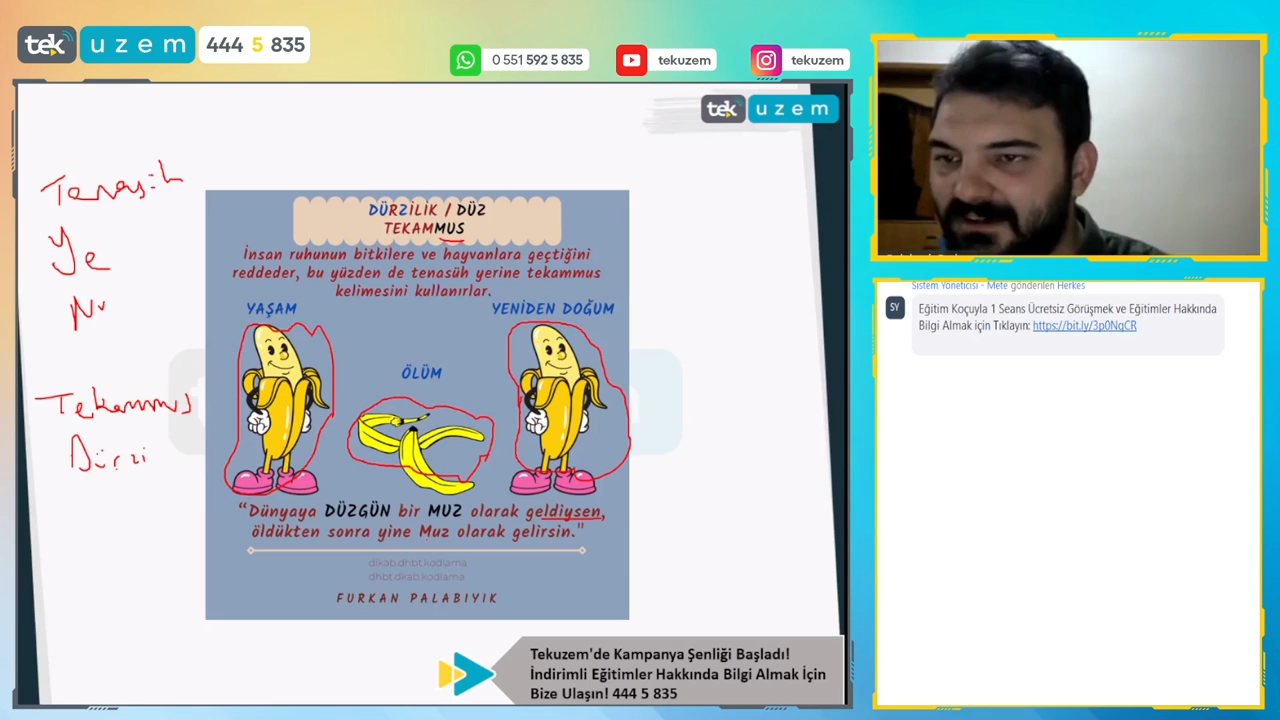 tek uzem 444 5 835
0 551 592 5 835
tekuzem
tekuzem
tek uzem
Tenasüh
Ye
Nu
Tekammus
Dürzi
DÜRZİLİK / DÜZ
TEKAMMUS
İnsan ruhunun bitkilere ve hayvanlara geçtiğini
reddeder, bu yüzden de tenasüh yerine tekammus
kelimesini kullanırlar.
YAŞAM
YENİDEN DOĞUM
ÖLÜM
“Dünyaya DÜZGÜN bir MUZ olarak geldiysen,
öldükten sonra yine Muz olarak gelirsin."
dikab.dhbt.kodlama
dhbt.dkab.kodlama
FURKAN PALABIYIK
Tekuzem'de Kampanya Şenliği Başladı!
İndirimli Eğitimler Hakkında Bilgi Almak İçin
Bize Ulaşın! 444 5 835
Sistem Yöneticisi - Mete gönderilen Herkes
SY
Eğitim Koçuyla 1 Seans Ücretsiz Görüşmek ve Eğitimler Hakkında
Bilgi Almak için Tıklayın: https://bit.ly/3p0NqCR